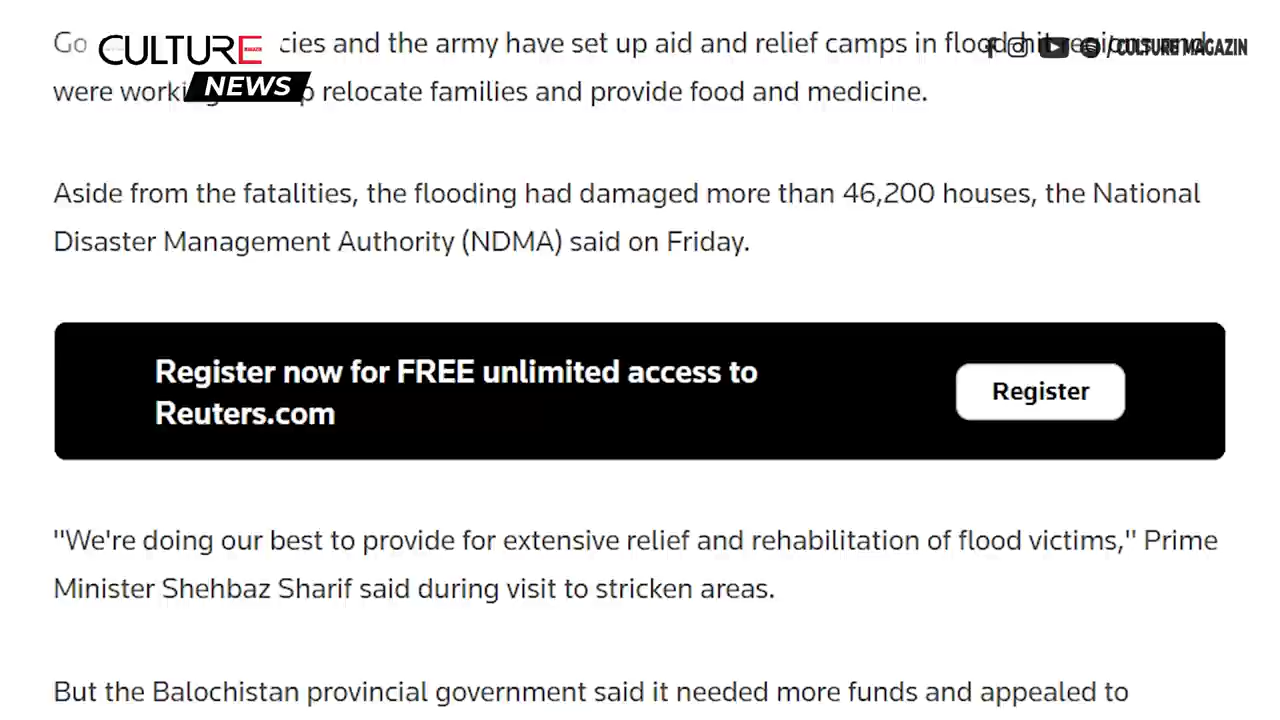 CULTURE
NEWS
/CULTURE MAGAZIN
Go cies and the army have set up aid and relief camps in flood-hit regions and
were worki p relocate families and provide food and medicine.
Aside from the fatalities, the flooding had damaged more than 46,200 houses, the National
Disaster Management Authority (NDMA) said on Friday.
Register now for FREE unlimited access to
Reuters.com
Register
"We're doing our best to provide for extensive relief and rehabilitation of flood victims," Prime
Minister Shehbaz Sharif said during visit to stricken areas.
But the Balochistan provincial government said it needed more funds and appealed to